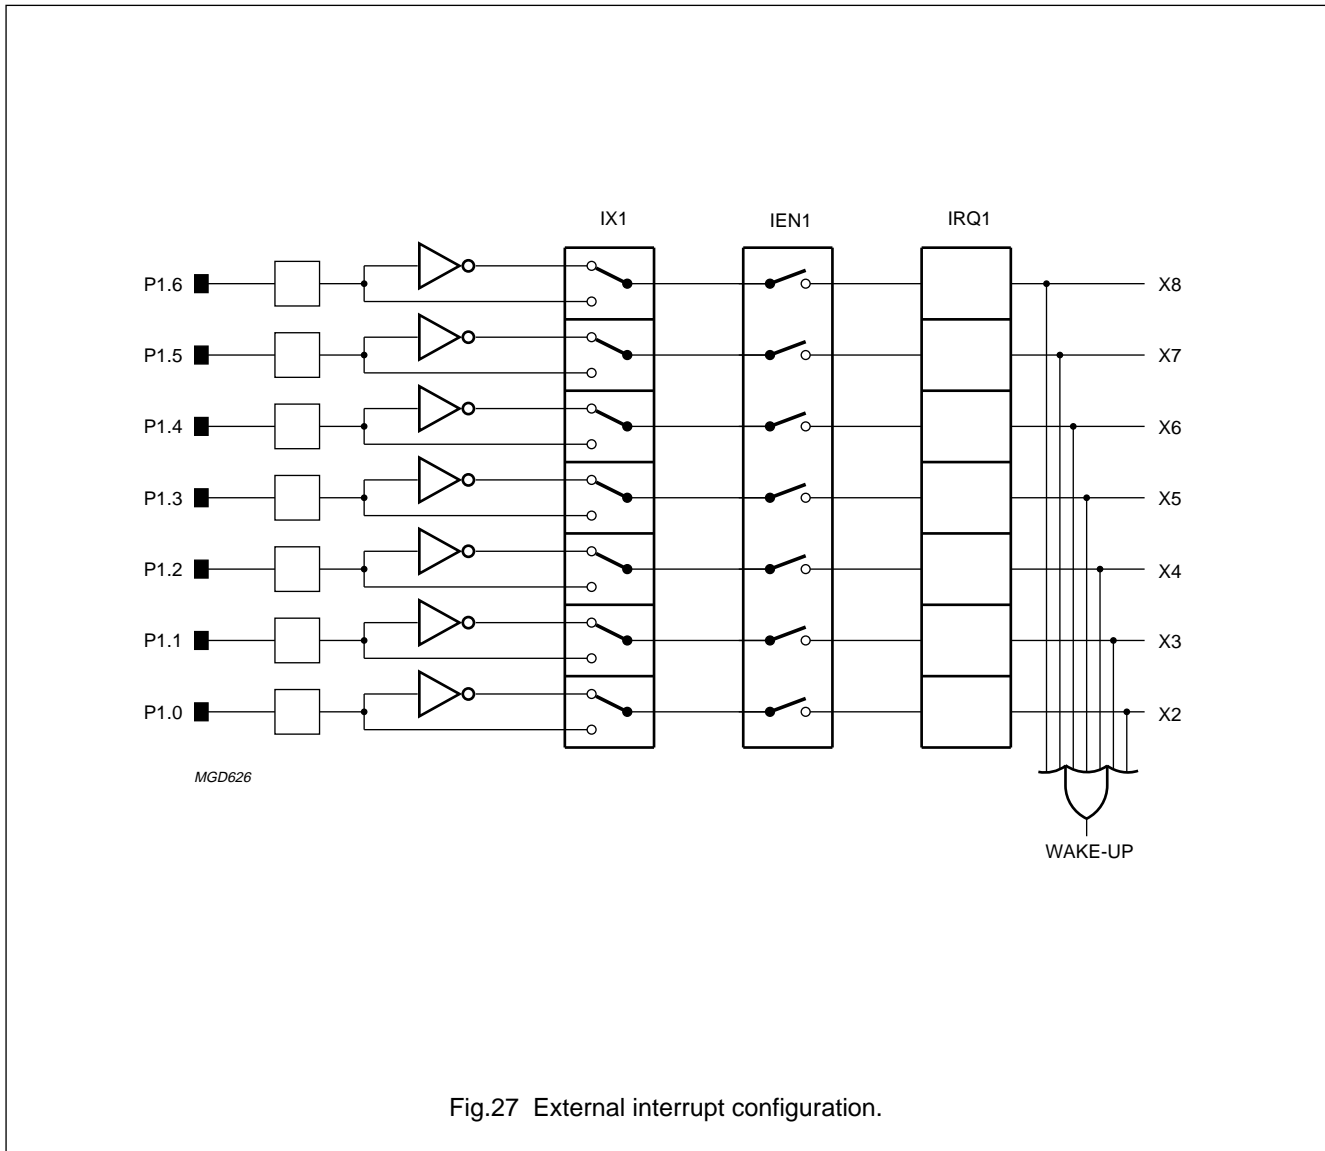 IX1 IEN1 IRQ1
P1.6 X8
P1.5 X7
P1.4 X6
P1.3 X5
P1.2 X4
P1.1 X3
P1.0 X2
MGD626
WAKE-UP
Fig.27 External interrupt configuration.